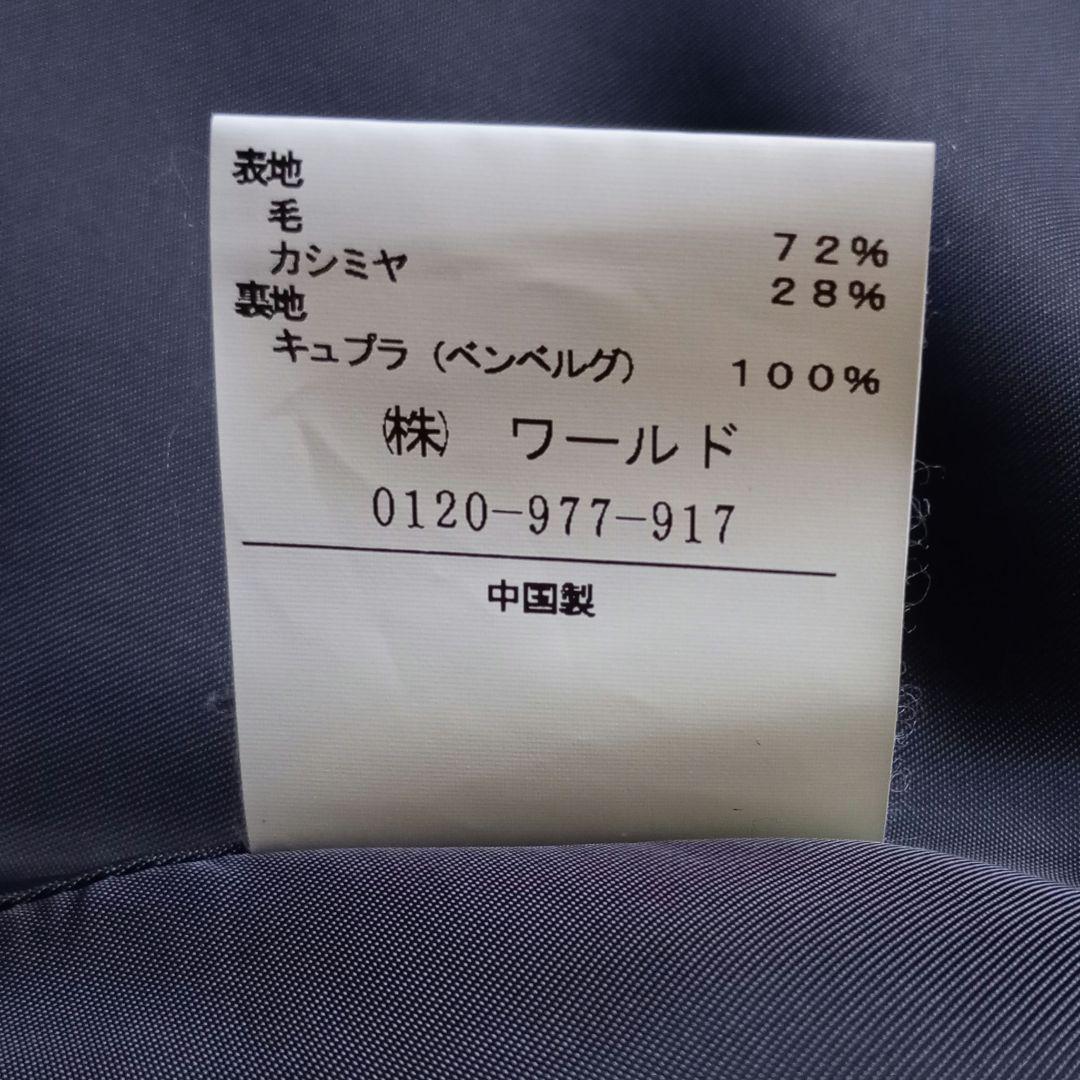 表地
毛 72%
カシミヤ 28%
裏地
キュプラ(ベンベルグ) 100%
㈱ ワールド
0120-977-917
中国製